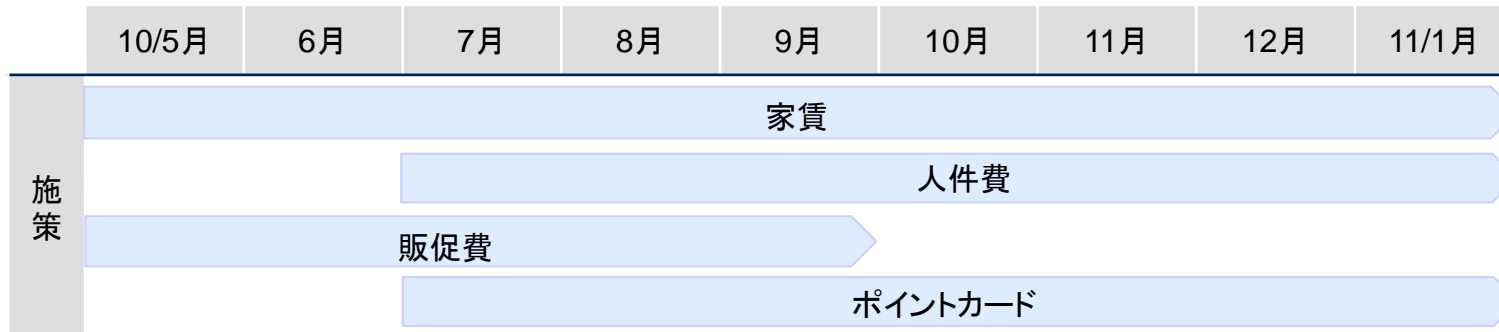 10/5月 6月 7月 8月 9月 10月 11月 12月 11/1月
家賃
人件費
施策
販促費
ポイントカード